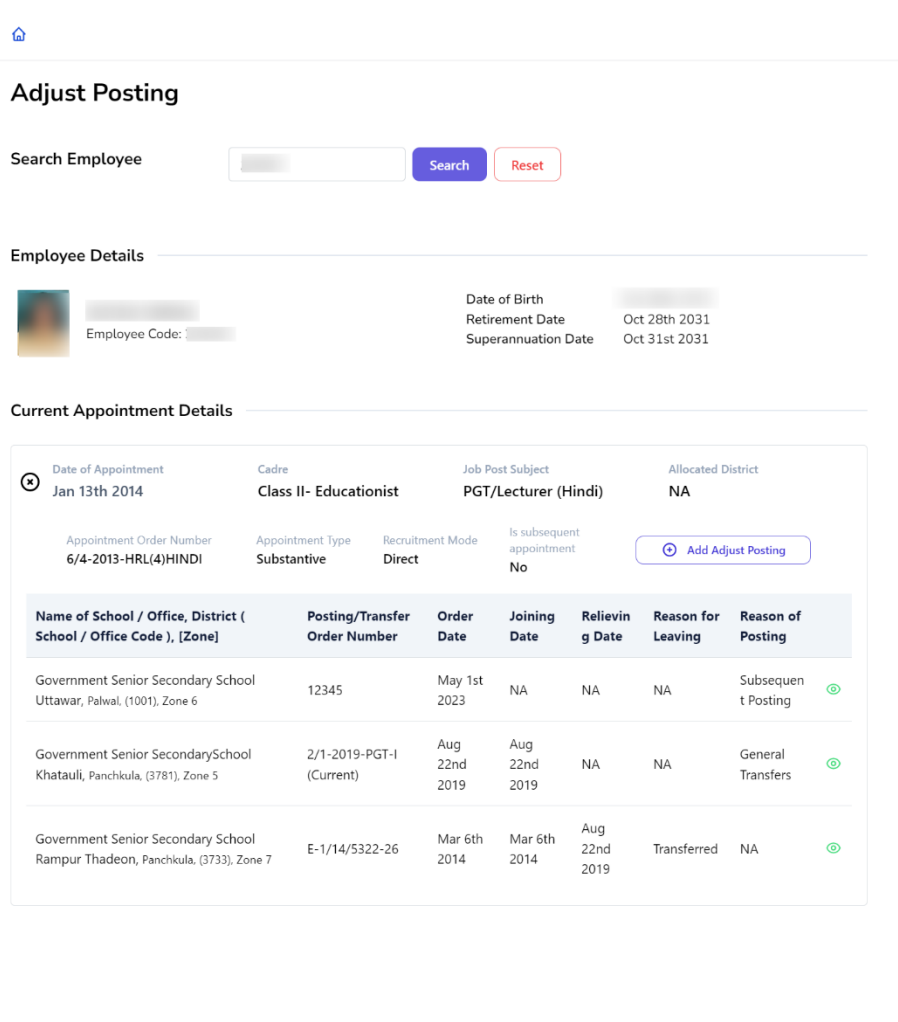 Adjust Posting
Search Employee
Search
Reset
Employee Details
Employee Code:
Date of Birth
Retirement Date Oct 28th 2031
Superannuation Date Oct 31st 2031
Current Appointment Details
Date of Appointment Cadre Job Post Subject Allocated District
Jan 13th 2014 Class II- Educationist PGT/Lecturer (Hindi) NA
Appointment Order Number Appointment Type Recruitment Mode Is subsequent
appointment
6/4-2013-HRL(4)HINDI Substantive Direct No
Add Adjust Posting
Name of School / Office, District ( Posting/Transfer Order Joining Relievin Reason for Reason of
School / Office Code ), [Zone] Order Number Date Date g Date Leaving Posting
Government Senior Secondary School May 1st Subsequen
Uttawar, Palwal, (1001), Zone 6 12345 2023 NA NA NA t Posting
Government Senior SecondarySchool 2/1-2019-PGT-I Aug Aug General
Khatauli, Panchkula, (3781), Zone 5 (Current) 22nd 22nd NA NA Transfers
2019 2019
Government Senior Secondary School Mar 6th Mar 6th Aug
Rampur Thadeon, Panchkula, (3733), Zone 7 E-1/14/5322-26 2014 2014 22nd Transferred NA
2019